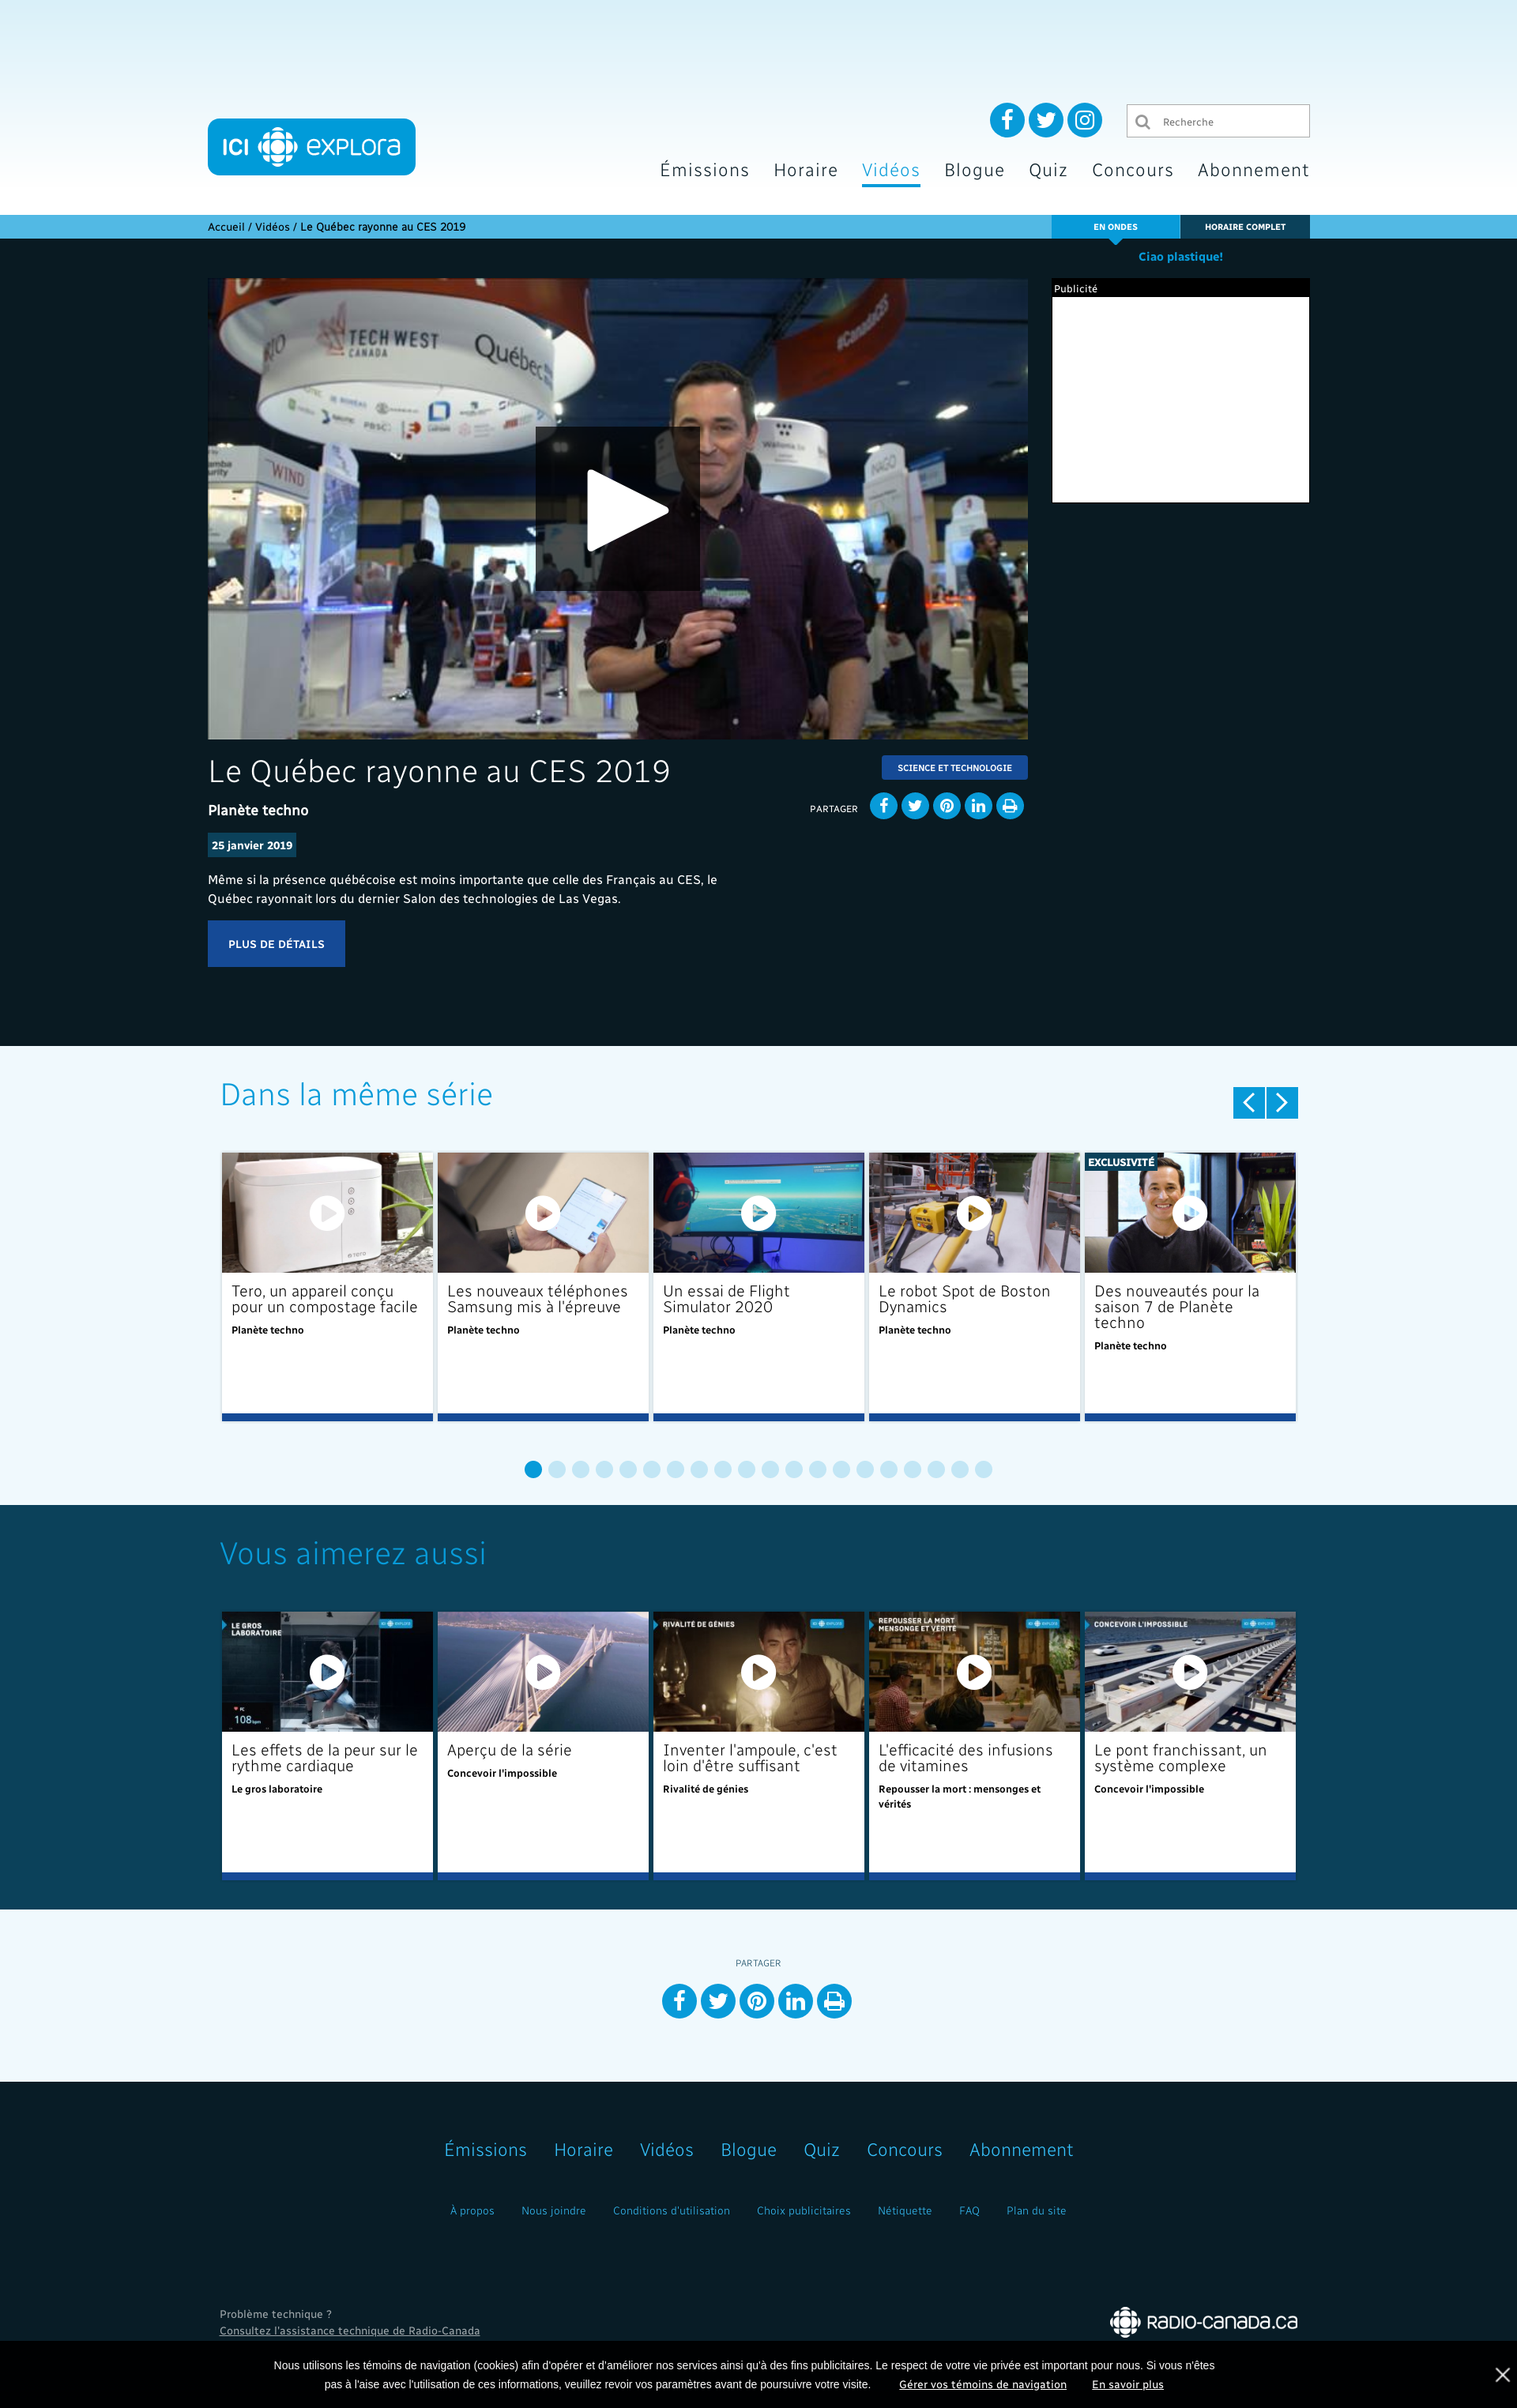 ICI explora
Recherche
Émissions Horaire Vidéos Blogue Quiz Concours Abonnement
Accueil / Vidéos / Le Québec rayonne au CES 2019
EN ONDES
HORAIRE COMPLET
Ciao plastique!
Publicité
TECH WEST
CANADA
Québec
#CanadaCES
WIND
Le Québec rayonne au CES 2019
SCIENCE ET TECHNOLOGIE
Planète techno
PARTAGER
25 janvier 2019
Même si la présence québécoise est moins importante que celle des Français au CES, le
Québec rayonnait lors du dernier Salon des technologies de Las Vegas.
PLUS DE DÉTAILS
Dans la même série
Tero, un appareil conçu
pour un compostage facile
Planète techno
Les nouveaux téléphones
Samsung mis à l'épreuve
Planète techno
Un essai de Flight
Simulator 2020
Planète techno
Le robot Spot de Boston
Dynamics
Planète techno
EXCLUSIVITÉ
Des nouveautés pour la
saison 7 de Planète
techno
Planète techno
Vous aimerez aussi
LE GROS
LABORATOIRE
108 bpm
Les effets de la peur sur le
rythme cardiaque
Le gros laboratoire
Aperçu de la série
Concevoir l'impossible
RIVALITÉ DE GÉNIES
Inventer l'ampoule, c'est
loin d'être suffisant
Rivalité de génies
REPOUSSER LA MORT
MENSONGE ET VÉRITÉ
L'efficacité des infusions
de vitamines
Repousser la mort : mensonges et
vérités
CONCEVOIR L'IMPOSSIBLE
Le pont franchissant, un
système complexe
Concevoir l'impossible
PARTAGER
Émissions Horaire Vidéos Blogue Quiz Concours Abonnement
À propos Nous joindre Conditions d'utilisation Choix publicitaires Nétiquette FAQ Plan du site
Problème technique ?
Consultez l'assistance technique de Radio-Canada
RADIO-CANADA.CA
Nous utilisons les témoins de navigation (cookies) afin d'opérer et d'améliorer nos services ainsi qu'à des fins publicitaires. Le respect de votre vie privée est important pour nous. Si vous n'êtes
pas à l'aise avec l'utilisation de ces informations, veuillez revoir vos paramètres avant de poursuivre votre visite. Gérer vos témoins de navigation En savoir plus